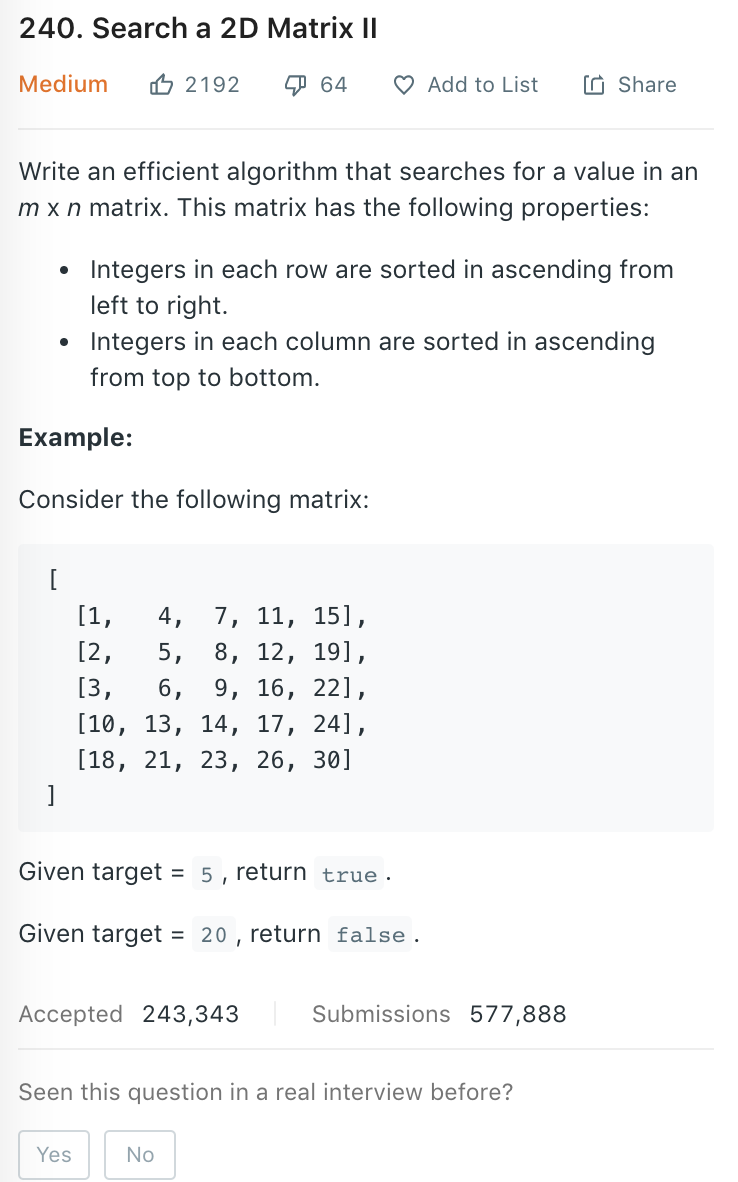 240. Search a 2D Matrix II
Medium 2192 64 Add to List Share
Write an efficient algorithm that searches for a value in an
m x n matrix. This matrix has the following properties:
• Integers in each row are sorted in ascending from
left to right.
• Integers in each column are sorted in ascending
from top to bottom.
Example:
Consider the following matrix:
[
[1, 4, 7, 11, 15],
[2, 5, 8, 12, 19],
[3, 6, 9, 16, 22],
[10, 13, 14, 17, 24],
[18, 21, 23, 26, 30]
]
Given target = 5, return true.
Given target = 20, return false.
Accepted 243,343 Submissions 577,888
Seen this question in a real interview before?
Yes No